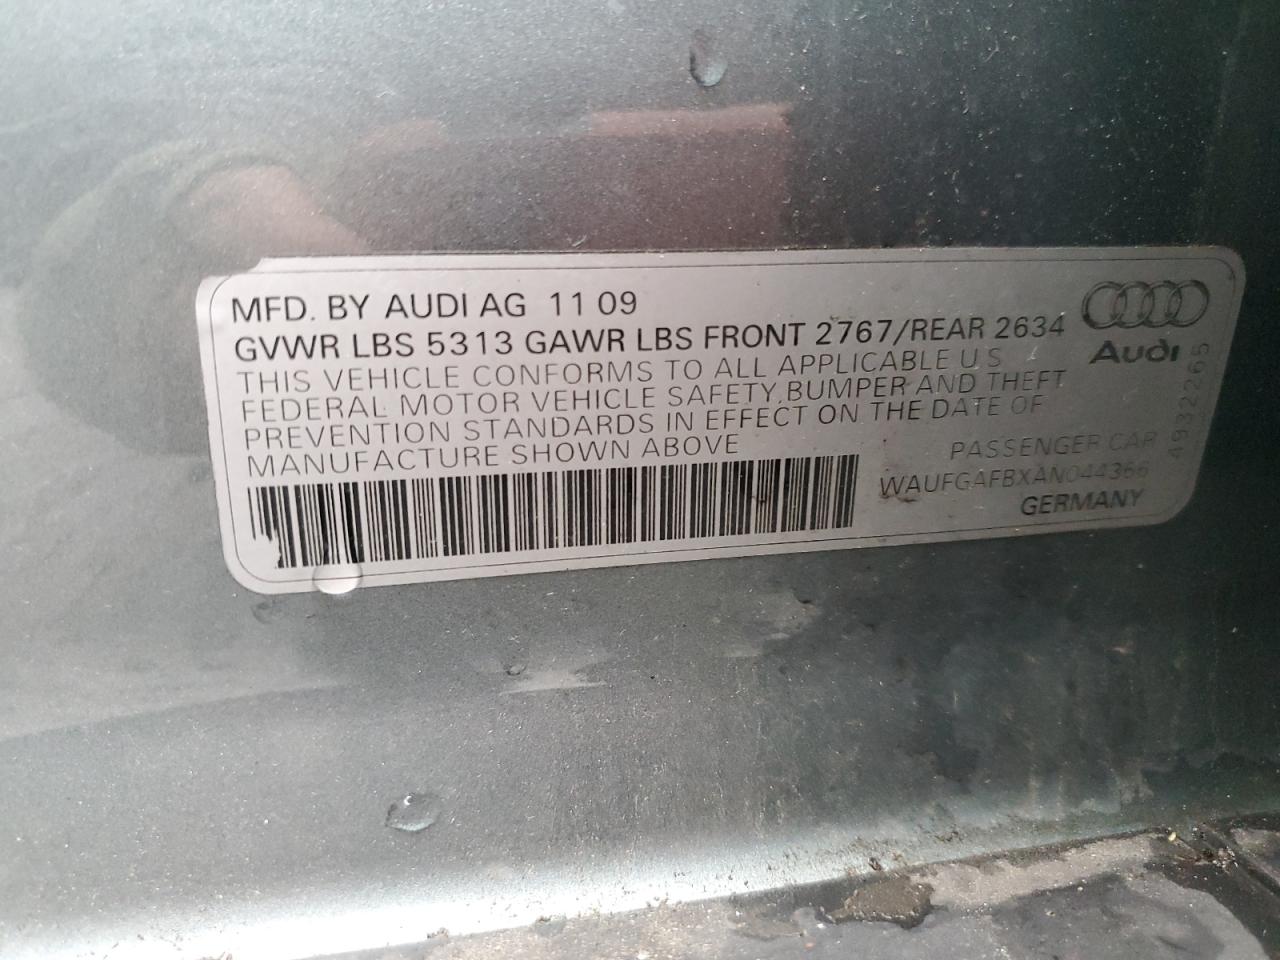 MFD. BY AUDI AG 11 09
GVWR LBS 5313 GAWR LBS FRONT 2767/REAR 2634
THIS VEHICLE CONFORMS TO ALL APPLICABLE U S
FEDERAL MOTOR VEHICLE SAFETY, BUMPER AND THEFT
PREVENTION STANDARDS IN EFFECT ON THE DATE OF
MANUFACTURE SHOWN ABOVE
Audi
4932265
PASSENGER CAR
WAUFGAFBXAN044366
GERMANY